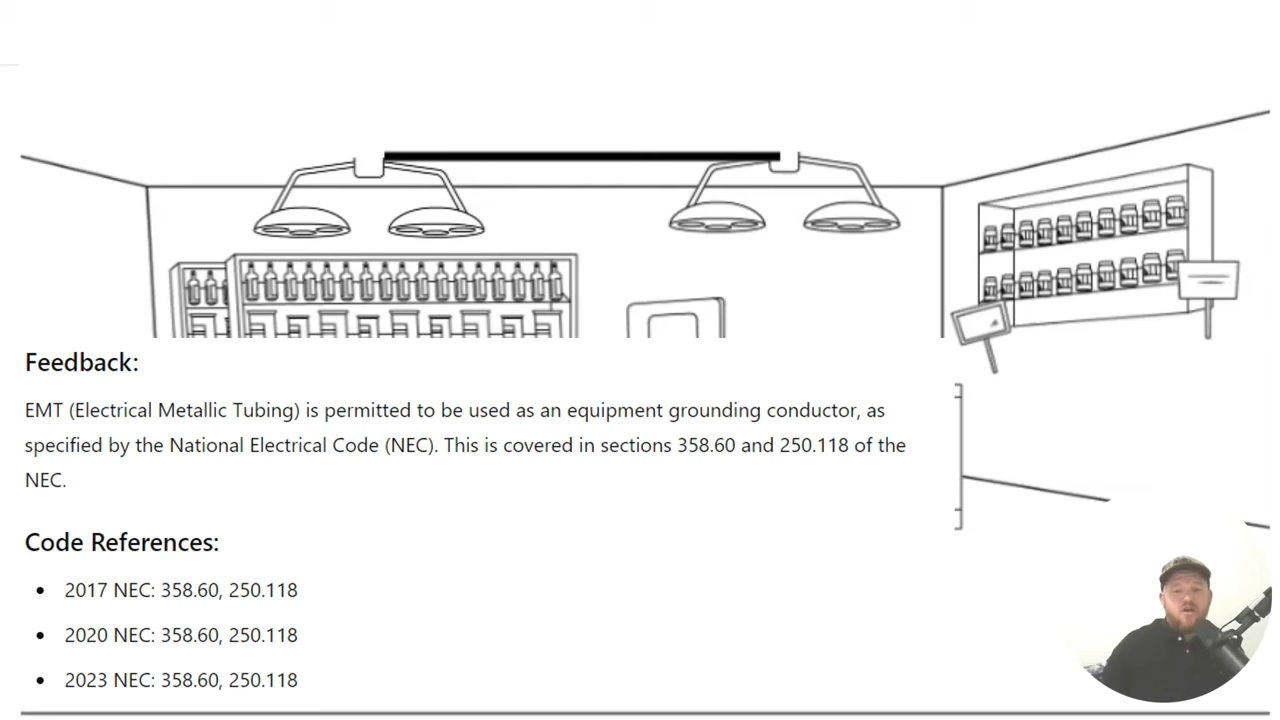 Feedback:
EMT (Electrical Metallic Tubing) is permitted to be used as an equipment grounding conductor, as
specified by the National Electrical Code (NEC). This is covered in sections 358.60 and 250.118 of the
NEC.
Code References:
• 2017 NEC: 358.60, 250.118
• 2020 NEC: 358.60, 250.118
• 2023 NEC: 358.60, 250.118